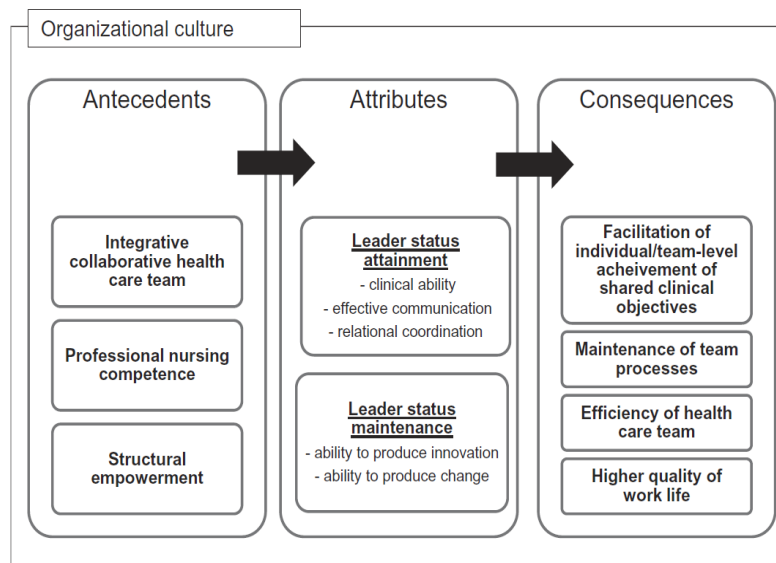 Organizational culture
Antecedents
Integrative
collaborative health
care team
Professional nursing
competence
Structural
empowerment
Attributes
Leader status
attainment
- clinical ability
- effective communication
- relational coordination
Leader status
maintenance
- ability to produce innovation
- ability to produce change
Consequences
Facilitation of
individual/team-level
acheivement of
shared clinical
objectives
Maintenance of team
processes
Efficiency of health
care team
Higher quality of
work life